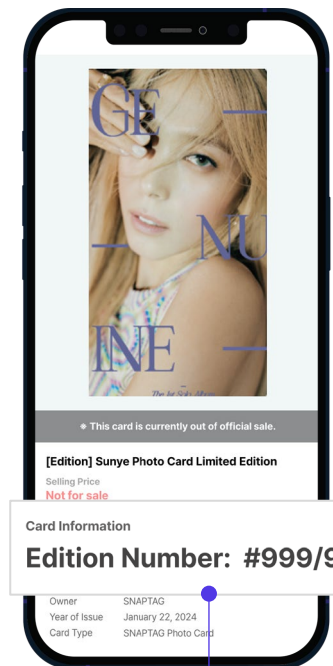 GE
NU
INE
The 1st Solo Album
※ This card is currently out of official sale.
[Edition] Sunye Photo Card Limited Edition
Selling Price
Not for sale
Card Information
Edition Number: #999/9
Owner SNAPTAG
Year of Issue January 22, 2024
Card Type SNAPTAG Photo Card